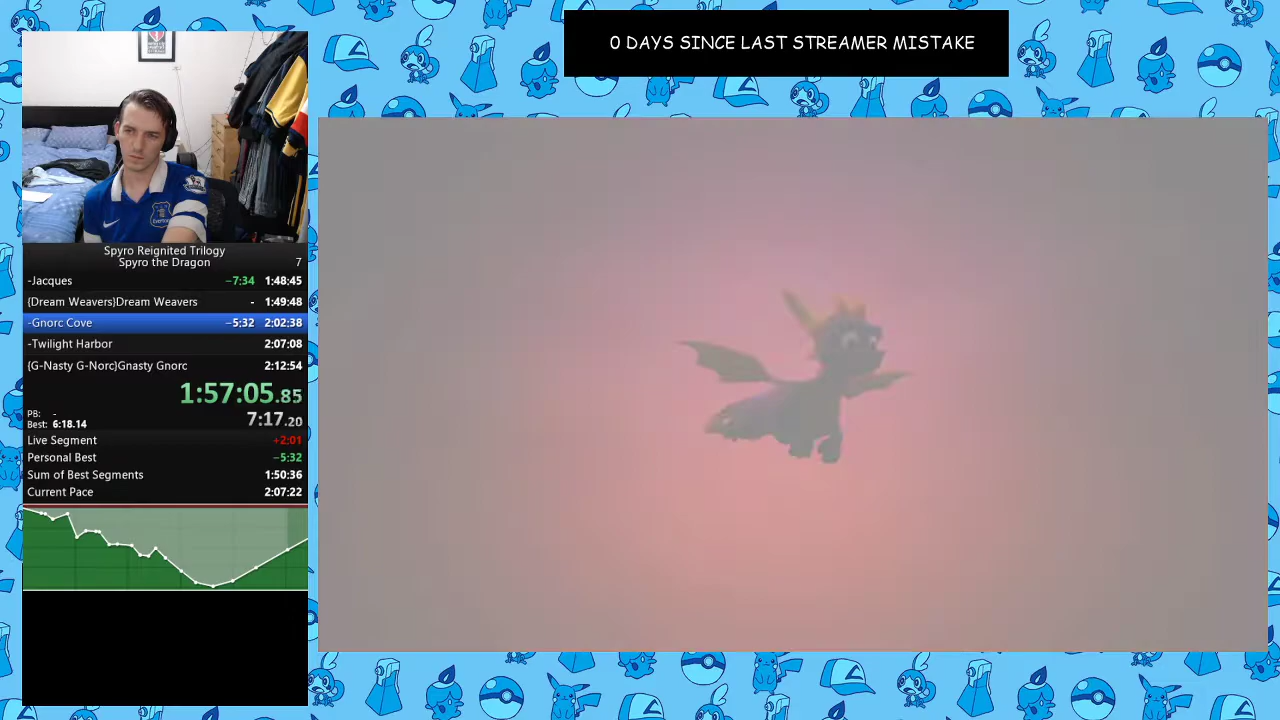 0 DAYS SINCE LAST STREAMER MISTAKE
Everton
Spyro Reignited Trilogy
Spyro the Dragon 7
-Jacques −7:34 1:48:45
{Dream Weavers}Dream Weavers - 1:49:48
-Gnorc Cove −5:32 2:02:38
-Twilight Harbor 2:07:08
{G-Nasty G-Norc}Gnasty Gnorc 2:12:54
1:57:05.85
PB: -
Best: 6:18.14 7:17.20
Live Segment +2:01
Personal Best −5:32
Sum of Best Segments 1:50:36
Current Pace 2:07:22